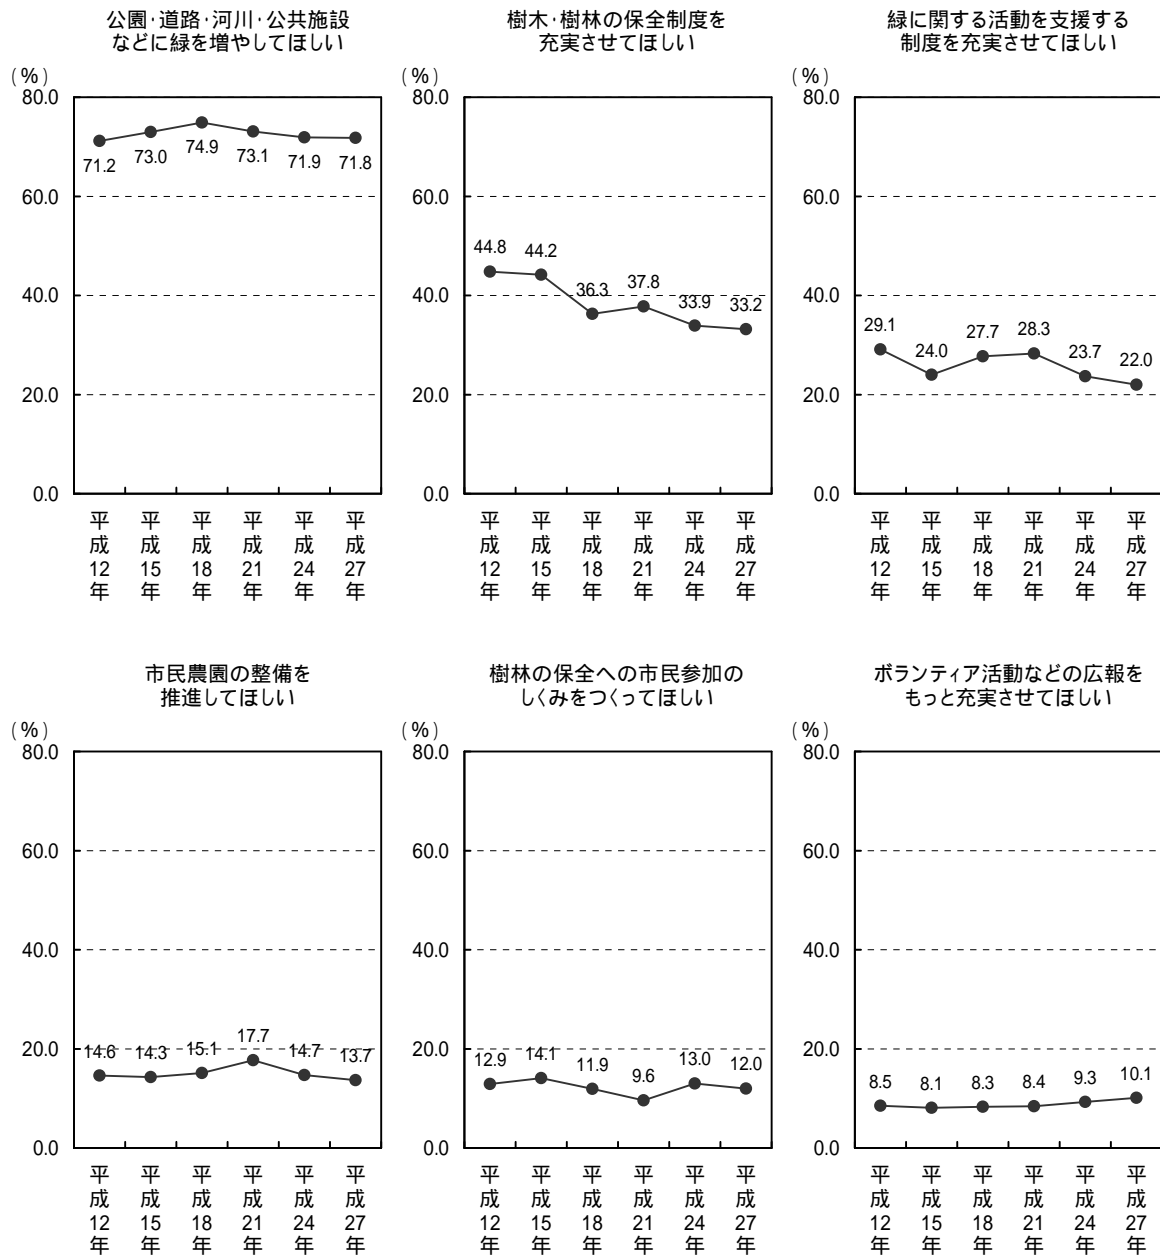 公園・道路・河川・公共施設
などに緑を増やしてほしい
(%)
80.0
60.0
40.0
20.0
0.0
71.2
73.0
74.9
73.1
71.9
71.8
平成12年
平成15年
平成18年
平成21年
平成24年
平成27年
樹木・樹林の保全制度を
充実させてほしい
(%)
80.0
60.0
40.0
20.0
0.0
44.8
44.2
36.3
37.8
33.9
33.2
平成12年
平成15年
平成18年
平成21年
平成24年
平成27年
緑に関する活動を支援する
制度を充実させてほしい
(%)
80.0
60.0
40.0
20.0
0.0
29.1
24.0
27.7
28.3
23.7
22.0
平成12年
平成15年
平成18年
平成21年
平成24年
平成27年
市民農園の整備を
推進してほしい
(%)
80.0
60.0
40.0
20.0
0.0
14.6
14.3
15.1
17.7
14.7
13.7
平成12年
平成15年
平成18年
平成21年
平成24年
平成27年
樹林の保全への市民参加の
しくみをつくってほしい
(%)
80.0
60.0
40.0
20.0
0.0
12.9
14.1
11.9
9.6
13.0
12.0
平成12年
平成15年
平成18年
平成21年
平成24年
平成27年
ボランティア活動などの広報を
もっと充実させてほしい
(%)
80.0
60.0
40.0
20.0
0.0
8.5
8.1
8.3
8.4
9.3
10.1
平成12年
平成15年
平成18年
平成21年
平成24年
平成27年